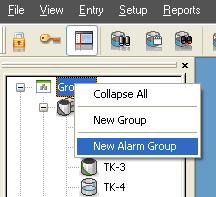 File View Entry Setup Reports
Gro
Collapse All
New Group
New Alarm Group
TK-3
TK-4